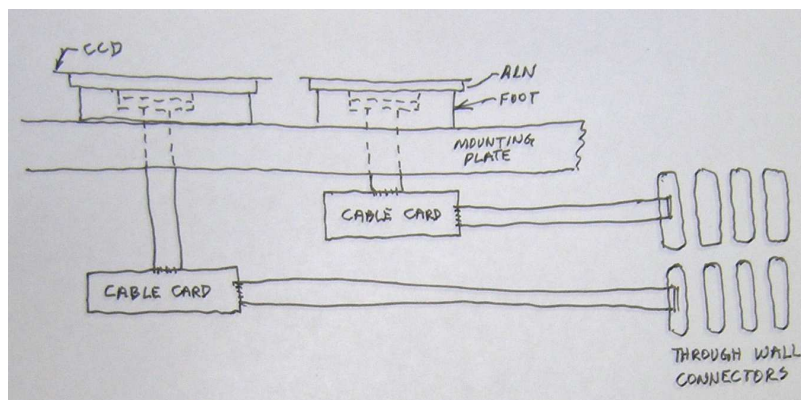 CCD
ALN
FOOT
MOUNTING
PLATE
CABLE CARD
CABLE CARD
THROUGH WALL
CONNECTORS